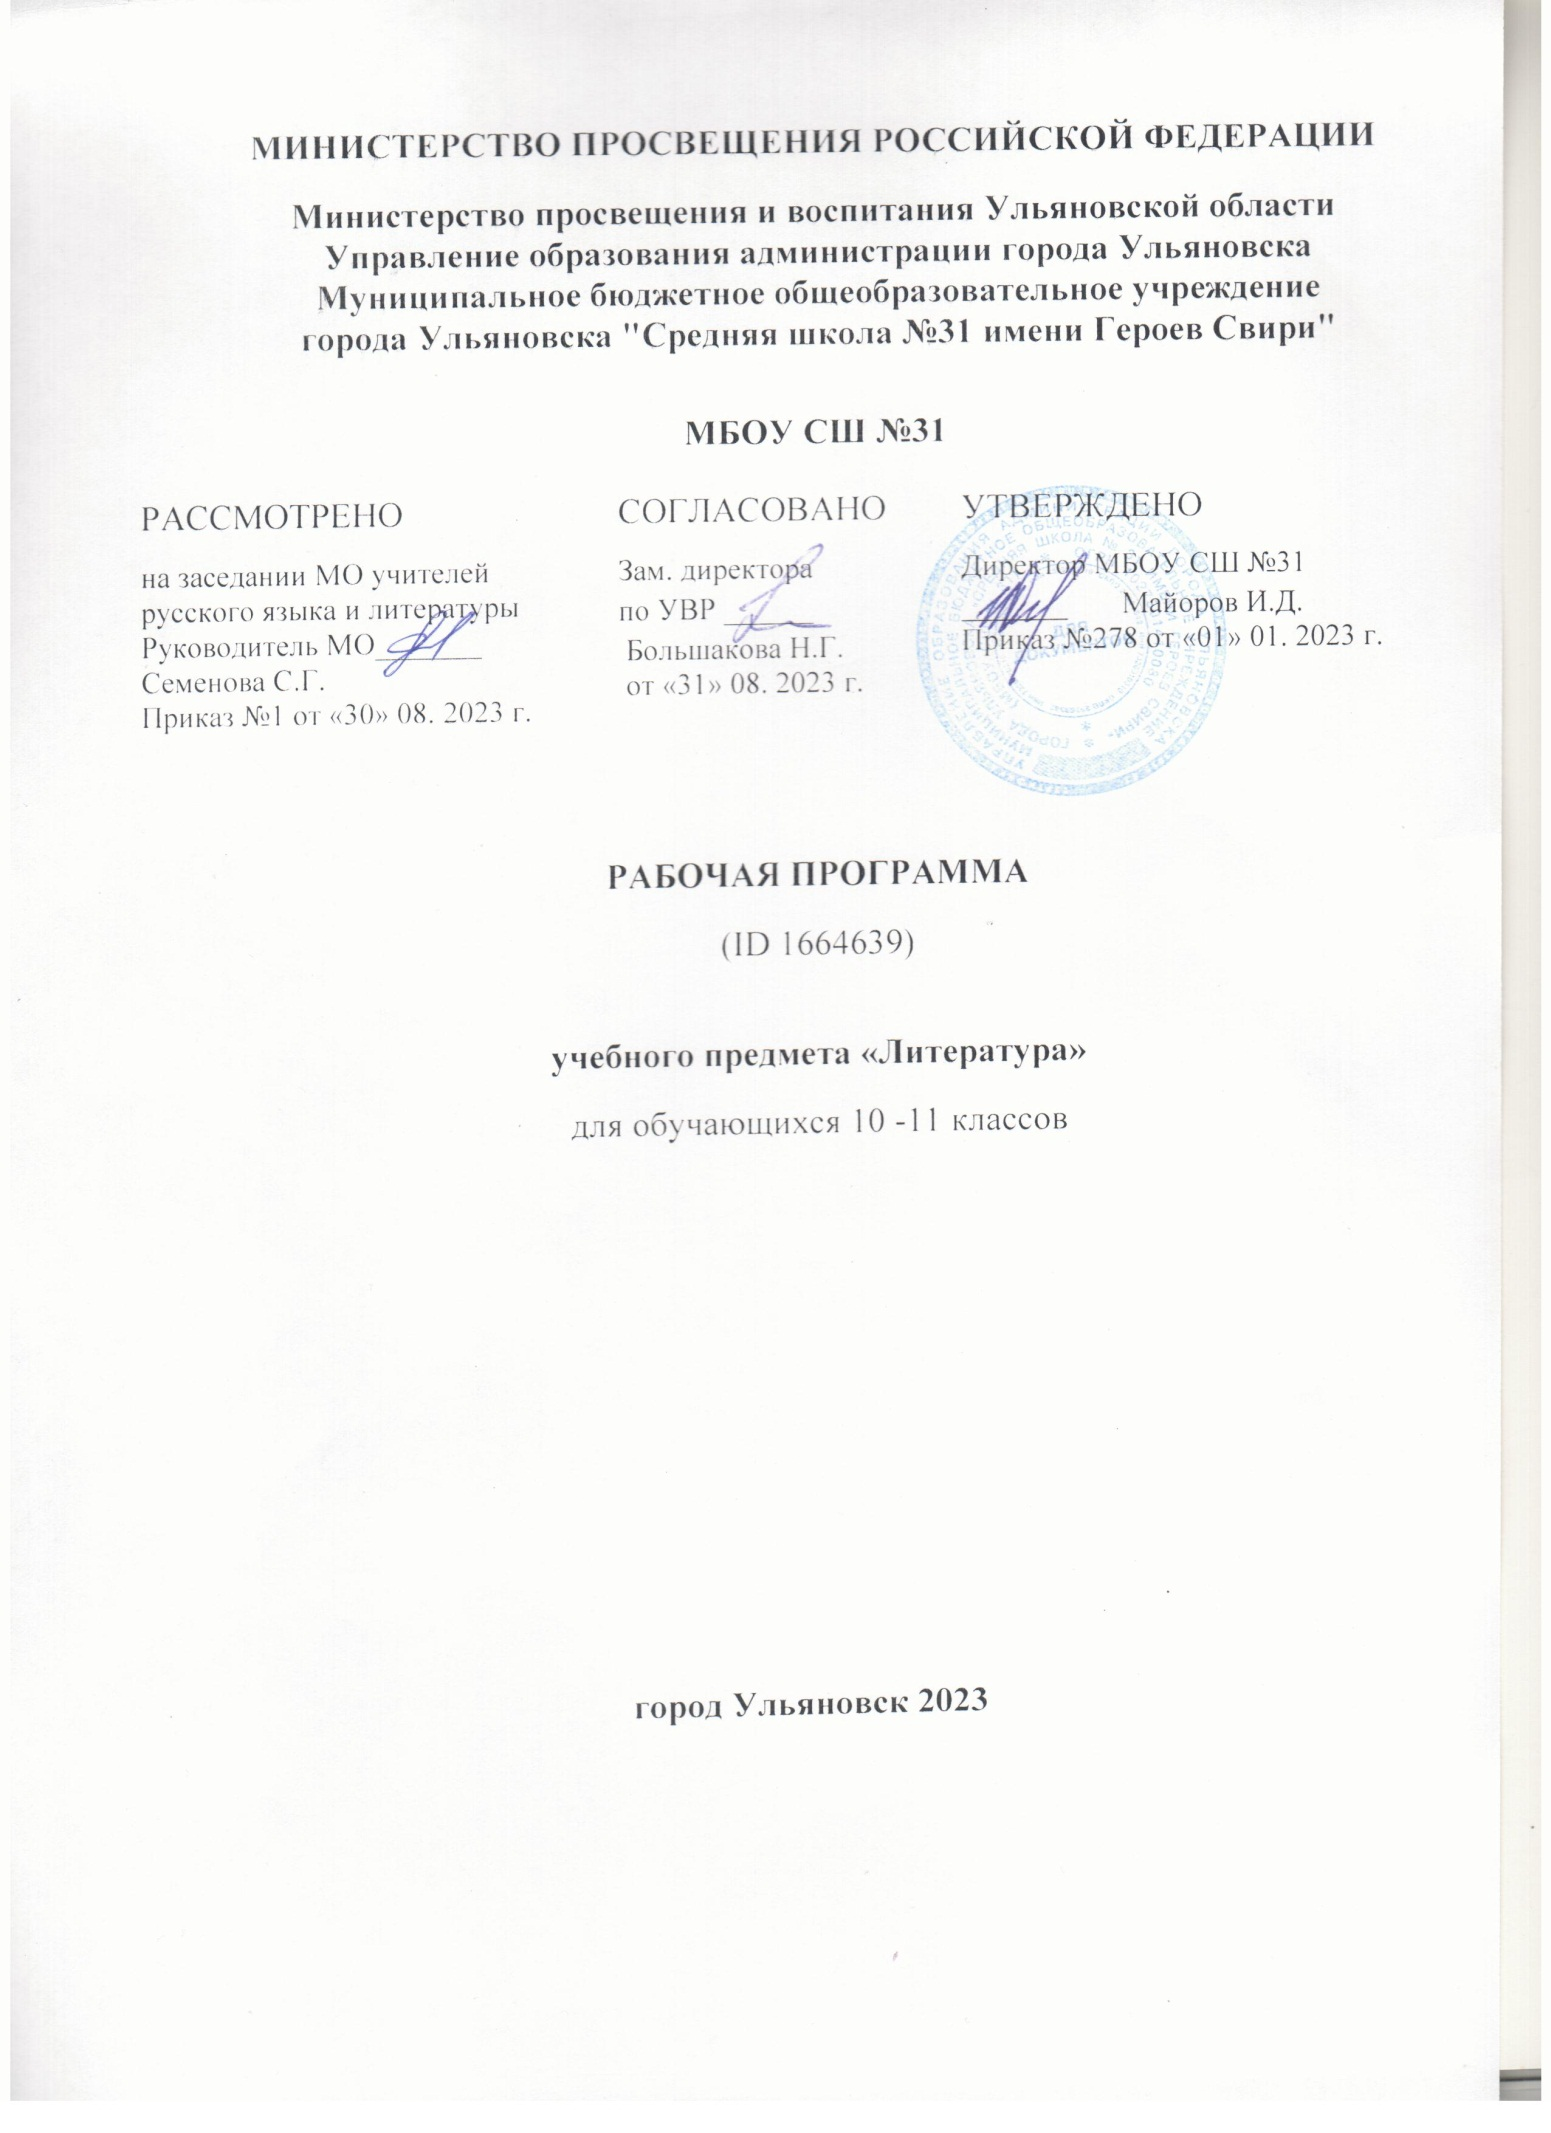 МИНИСТЕРСТВО ПРОСВЕЩЕНИЯ РОССИЙСКОЙ ФЕДЕРАЦИИ
Министерство просвещения и воспитания Ульяновской области
Управление образования администрации города Ульяновска
Муниципальное бюджетное общеобразовательное учреждение
города Ульяновска "Средняя школа №31 имени Героев Свири"
МБОУ СШ №31
РАССМОТРЕНО
на заседании МО учителей
русского языка и литературы
Руководитель МО________
Семенова С.Г.
Приказ №1 от «30» 08. 2023 г.
СОГЛАСОВАНО
Зам. директора
по УВР _______
Большакова Н.Г.
от «31» 08. 2023 г.
УТВЕРЖДЕНО
Директор МБОУ СШ №31
________ Майоров И.Д.
Приказ №278 от «01» 01. 2023 г.
РАБОЧАЯ ПРОГРАММА
(ID 1664639)
учебного предмета «Литература»
для обучающихся 10 -11 классов
город Ульяновск 2023